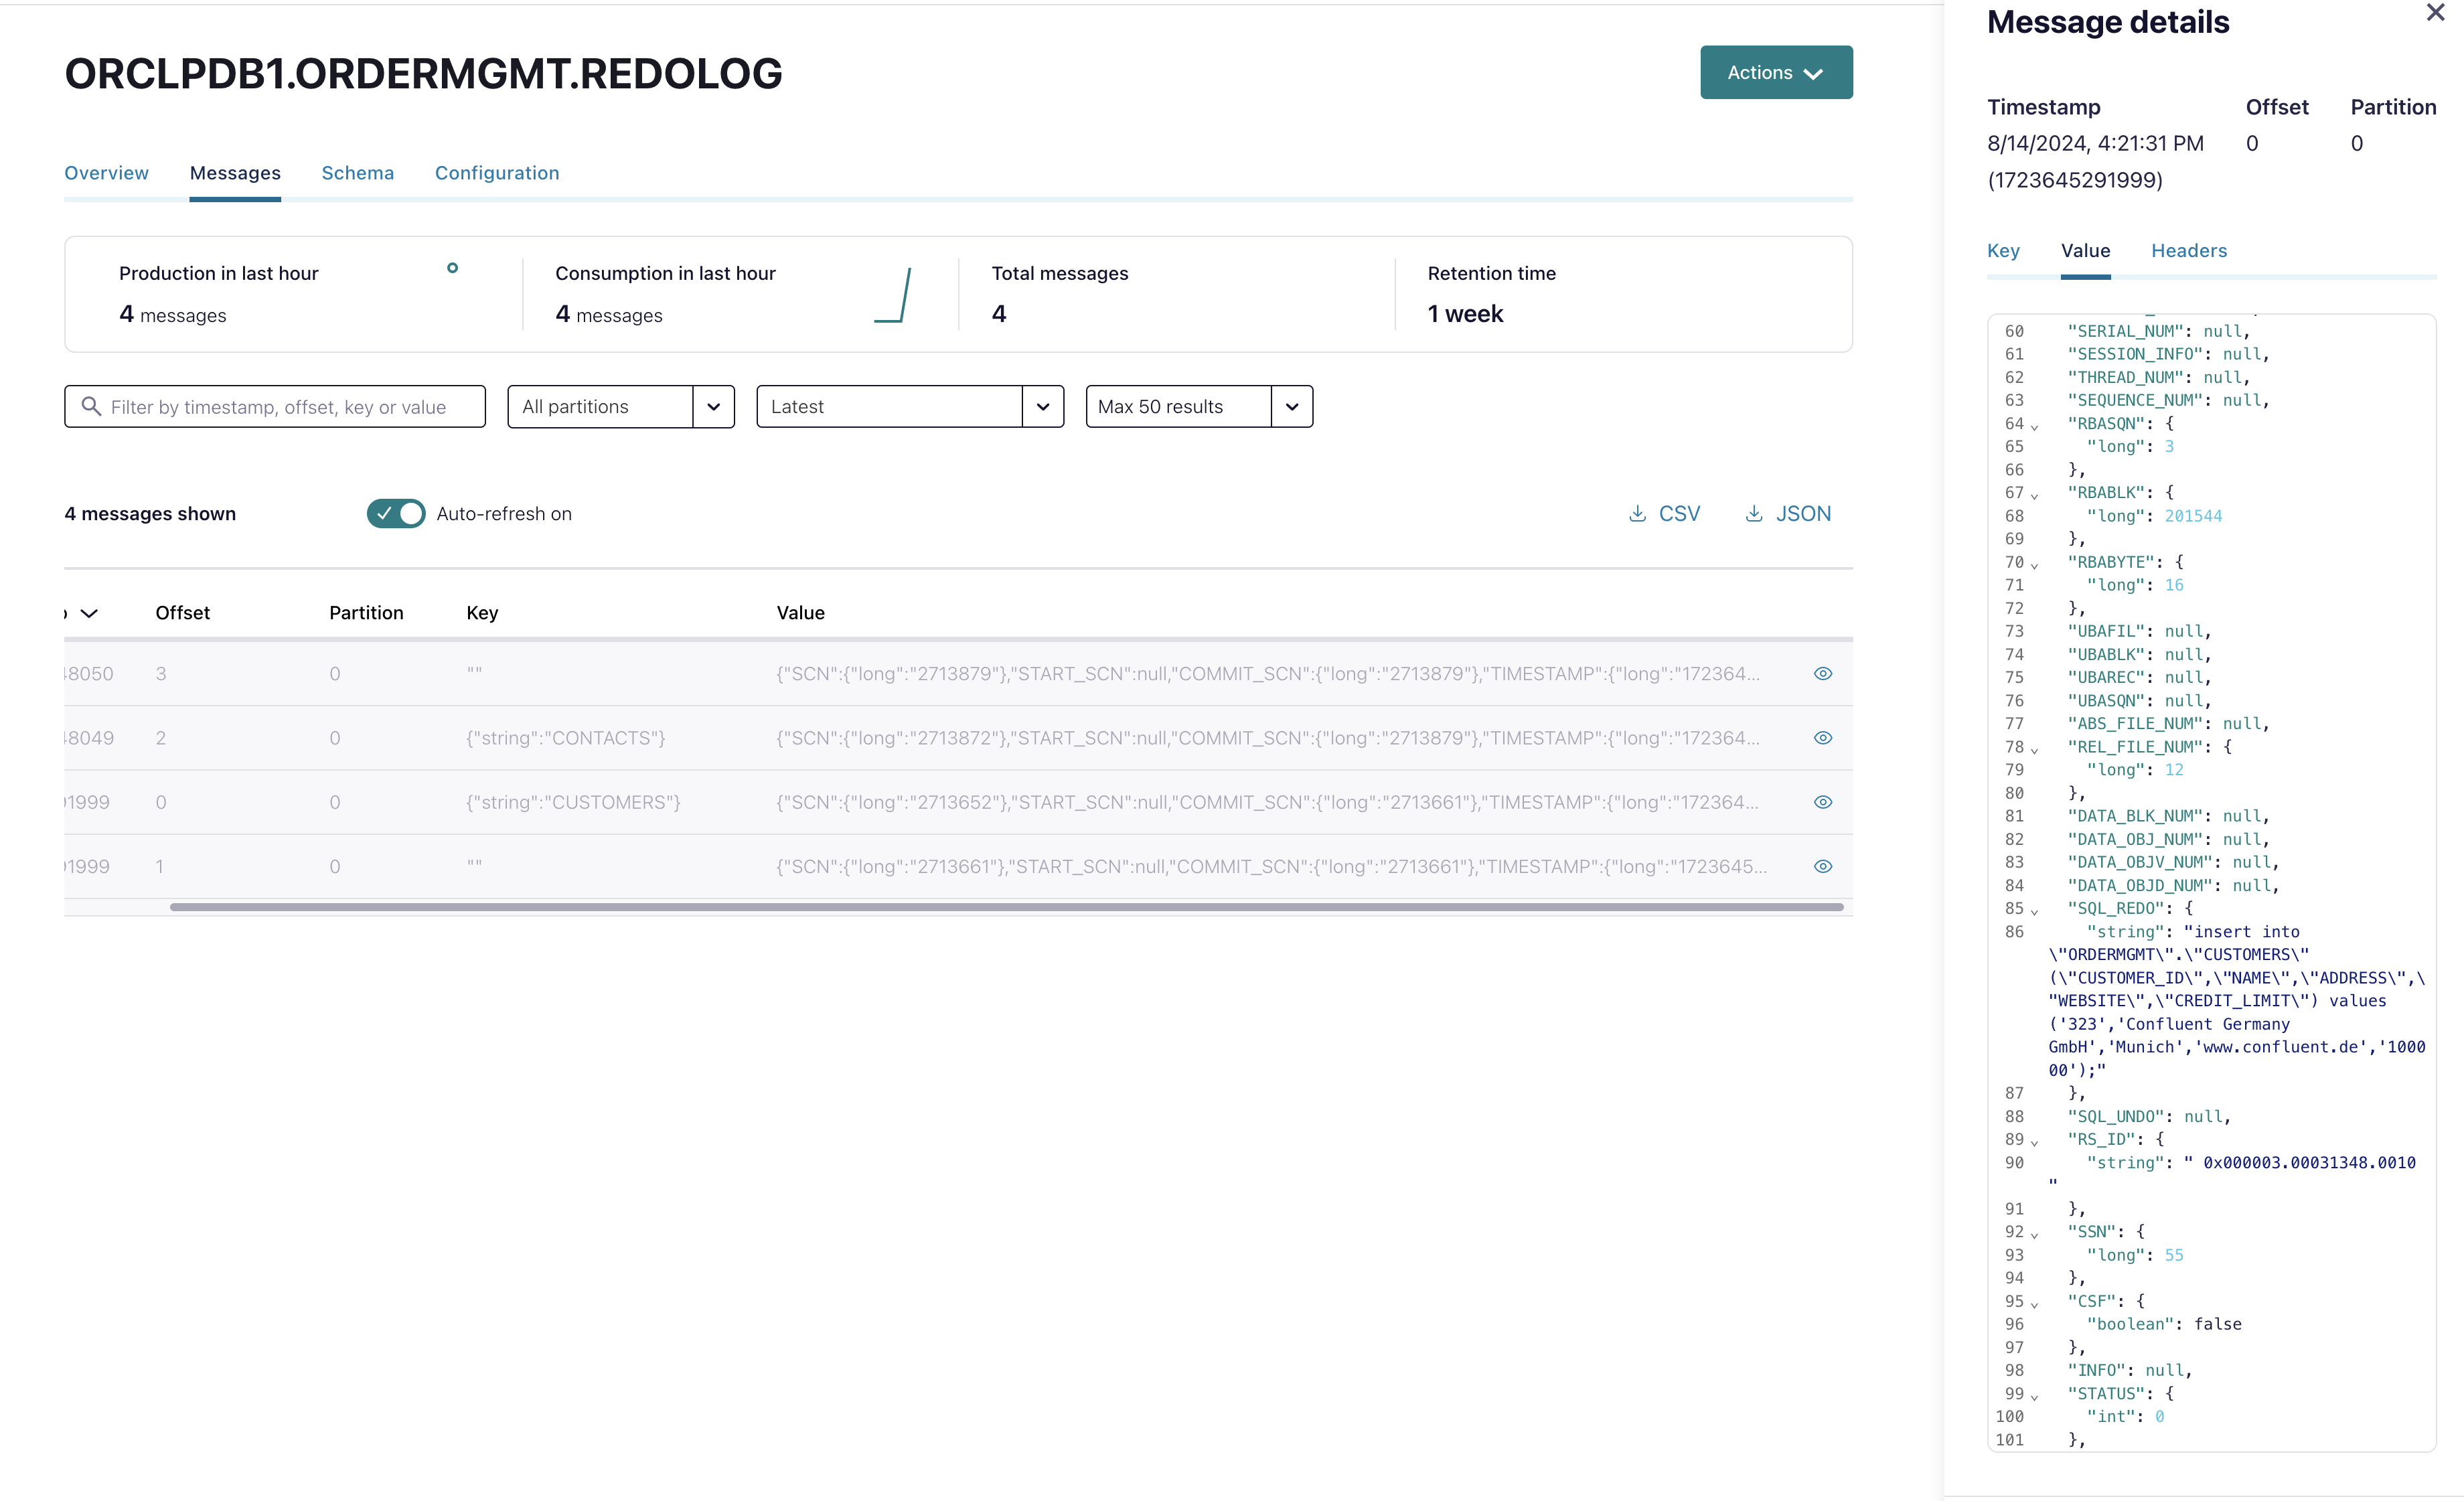 ORCLPDB1.ORDERMGMT.REDOLOG
Actions
Overview Messages Schema Configuration
Production in last hour
4 messages
Consumption in last hour
4 messages
Total messages
4
Retention time
1 week
Filter by timestamp, offset, key or value
All partitions
Latest
Max 50 results
4 messages shown
Auto-refresh on
CSV
JSON
Offset Partition Key Value
48050 3 0 "" {"SCN":{"long":"2713879"},"START_SCN":null,"COMMIT_SCN":{"long":"2713879"},"TIMESTAMP":{"long":"172364...
48049 2 0 {"string":"CONTACTS"} {"SCN":{"long":"2713872"},"START_SCN":null,"COMMIT_SCN":{"long":"2713879"},"TIMESTAMP":{"long":"172364...
91999 0 0 {"string":"CUSTOMERS"} {"SCN":{"long":"2713652"},"START_SCN":null,"COMMIT_SCN":{"long":"2713661"},"TIMESTAMP":{"long":"172364...
91999 1 0 "" {"SCN":{"long":"2713661"},"START_SCN":null,"COMMIT_SCN":{"long":"2713661"},"TIMESTAMP":{"long":"1723645...
Message details
Timestamp Offset Partition
8/14/2024, 4:21:31 PM 0 0
(1723645291999)
Key Value Headers
60 "SERIAL_NUM": null,
61 "SESSION_INFO": null,
62 "THREAD_NUM": null,
63 "SEQUENCE_NUM": null,
64 "RBASQN": {
65 "long": 3
66 },
67 "RBABLK": {
68 "long": 201544
69 },
70 "RBABYTE": {
71 "long": 16
72 },
73 "UBAFIL": null,
74 "UBABLK": null,
75 "UBAREC": null,
76 "UBASQN": null,
77 "ABS_FILE_NUM": null,
78 "REL_FILE_NUM": {
79 "long": 12
80 },
81 "DATA_BLK_NUM": null,
82 "DATA_OBJ_NUM": null,
83 "DATA_OBJV_NUM": null,
84 "DATA_OBJD_NUM": null,
85 "SQL_REDO": {
86 "string": "insert into
\"ORDERMGMT\".\"CUSTOMERS\"
(\"CUSTOMER_ID\",\"NAME\",\"ADDRESS\",\
"WEBSITE\",\"CREDIT_LIMIT\") values
('323','Confluent Germany
GmbH','Munich','www.confluent.de','1000
00');"
87 },
88 "SQL_UNDO": null,
89 "RS_ID": {
90 "string": " 0x000003.00031348.0010
"
91 },
92 "SSN": {
93 "long": 55
94 },
95 "CSF": {
96 "boolean": false
97 },
98 "INFO": null,
99 "STATUS": {
100 "int": 0
101 },